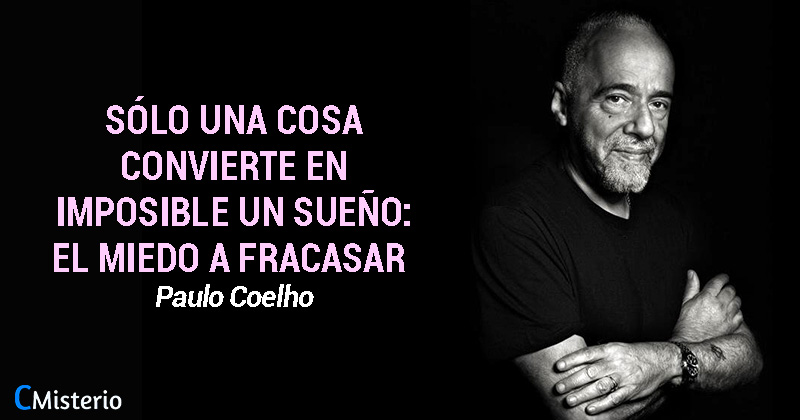 SÓLO UNA COSA
CONVIERTE EN
IMPOSIBLE UN SUEÑO:
EL MIEDO A FRACASAR
Paulo Coelho
CMisterio